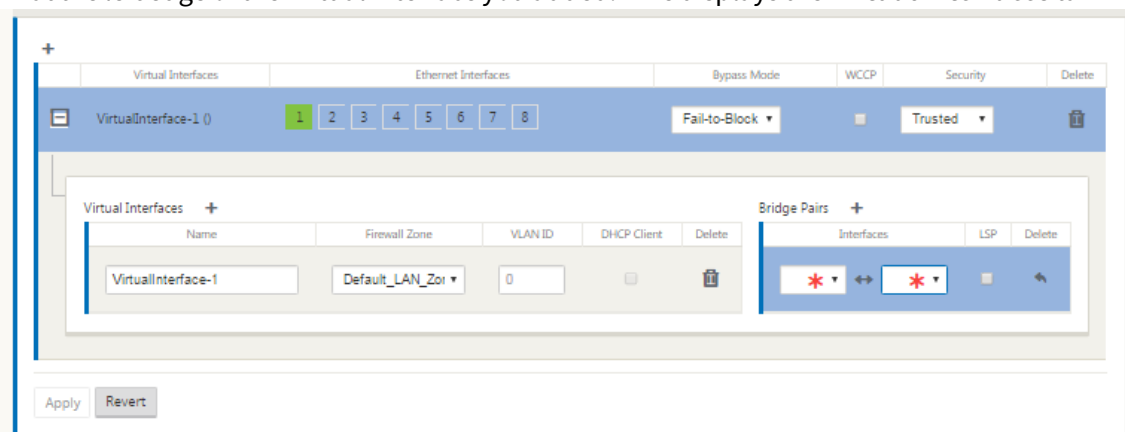 +
Virtual Interfaces Ethernet Interfaces Bypass Mode WCCP Security Delete
VirtualInterface-1 () 1 2 3 4 5 6 7 8 Fail-to-Block Trusted
Virtual Interfaces +
Name Firewall Zone VLAN ID DHCP Client Delete
VirtualInterface-1 Default_LAN_Zor 0
Bridge Pairs +
Interfaces LSP Delete
* *
Apply Revert